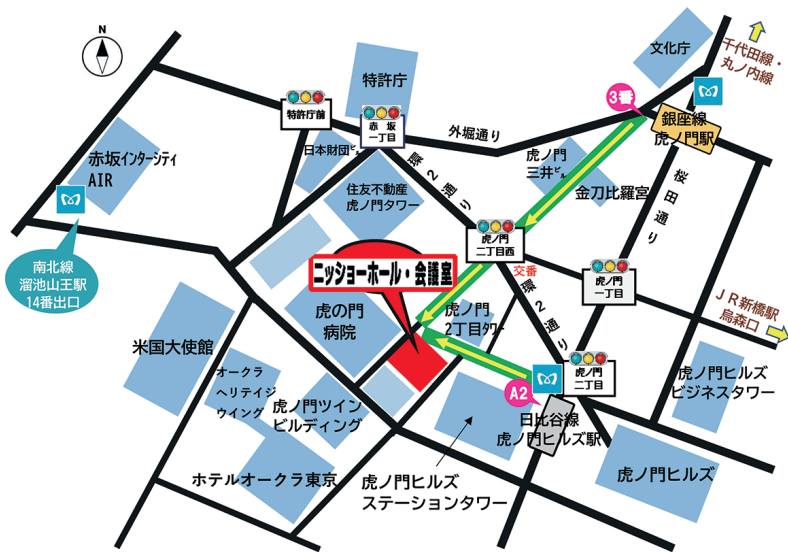 N
文化庁
千代田線・
丸ノ内線
特許庁
3番
特許庁前
赤坂
一丁目
外堀通り
銀座線
虎ノ門駅
日本財団ビル
虎ノ門
三井ビル
赤坂インターシティ
AIR
住友不動産
虎ノ門タワー
環2通り
金刀比羅宮
桜田通り
南北線
溜池山王駅
14番出口
虎ノ門
二丁目西
交番
環2通り
虎ノ門
一丁目
ニッショーホール・会議室
JR新橋駅
烏森口
虎の門
病院
虎ノ門
2丁目タワー
米国大使館
虎ノ門
二丁目
A2
オークラ
ヘリテイジ
ウイング
虎ノ門ツイン
ビルディング
日比谷線
虎ノ門ヒルズ駅
虎ノ門ヒルズ
ビジネスタワー
ホテルオークラ東京
虎ノ門ヒルズ
ステーションタワー
虎ノ門ヒルズ